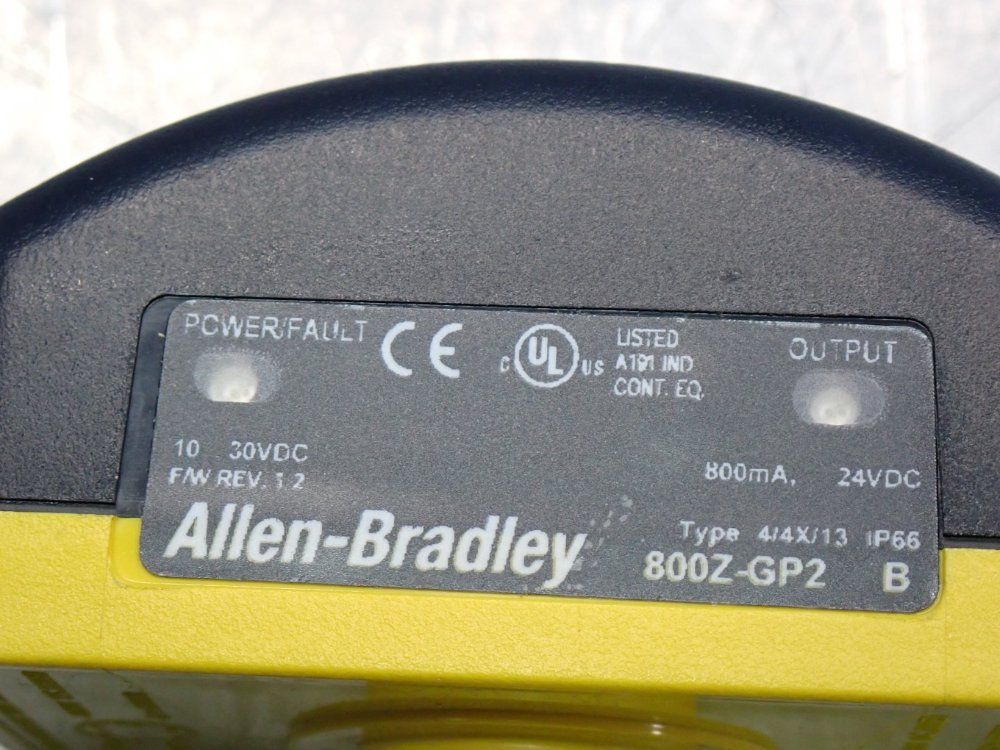 POWER/FAULT
CE
C UL US
LISTED
A191 IND
CONT. EQ.
OUTPUT
10 30VDC
F/W REV. 1.2
800mA, 24VDC
Allen-Bradley
Type 4/4X/13 IP66
800Z-GP2 B